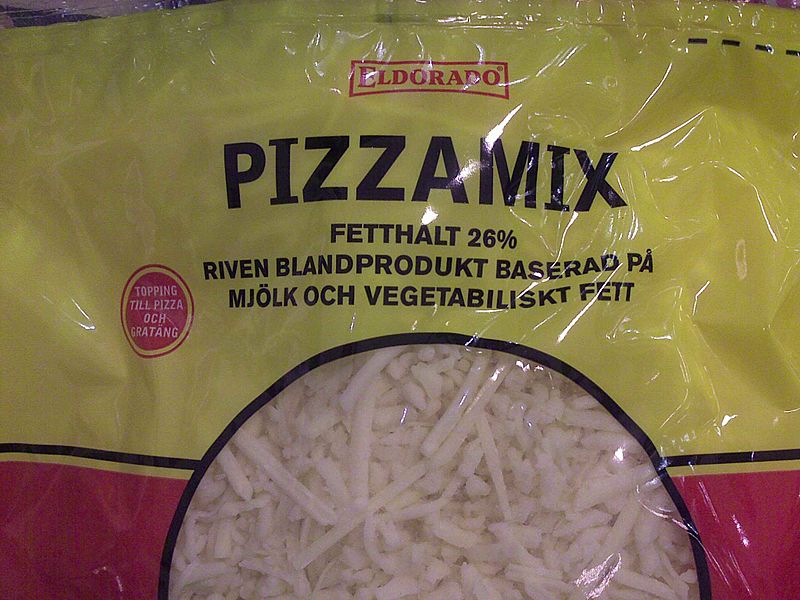 ELDORADO
PIZZAMIX
FETTHALT 26%
RIVEN BLANDPRODUKT BASERAD PÅ
MJÖLK OCH VEGETABILISKT FETT
TOPPING
TILL PIZZA
OCH
GRATÄNG